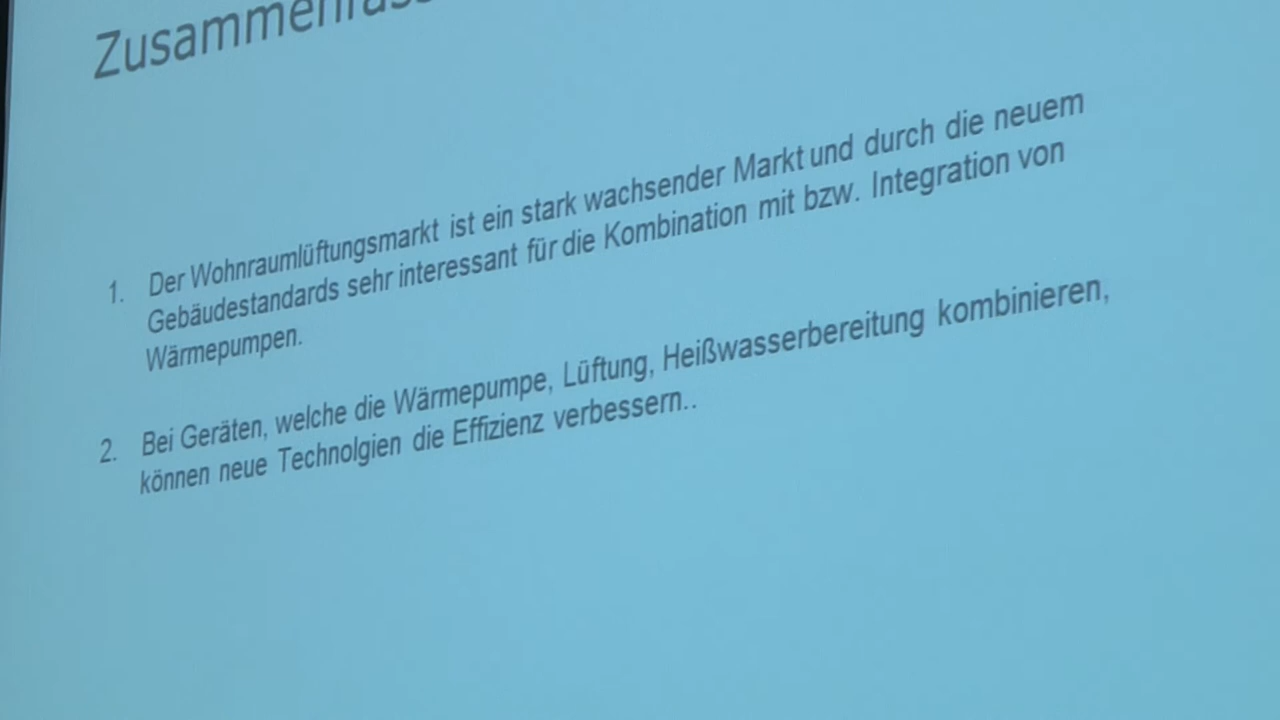 1. Der Wohnraumlüftungsmarkt ist ein stark wachsender Markt und durch die neuem
Gebäudestandards sehr interessant für die Kombination mit bzw. Integration von
Wärmepumpen.
2. Bei Geräten, welche die Wärmepumpe, Lüftung, Heißwasserbereitung kombinieren,
können neue Technolgien die Effizienz verbessern..